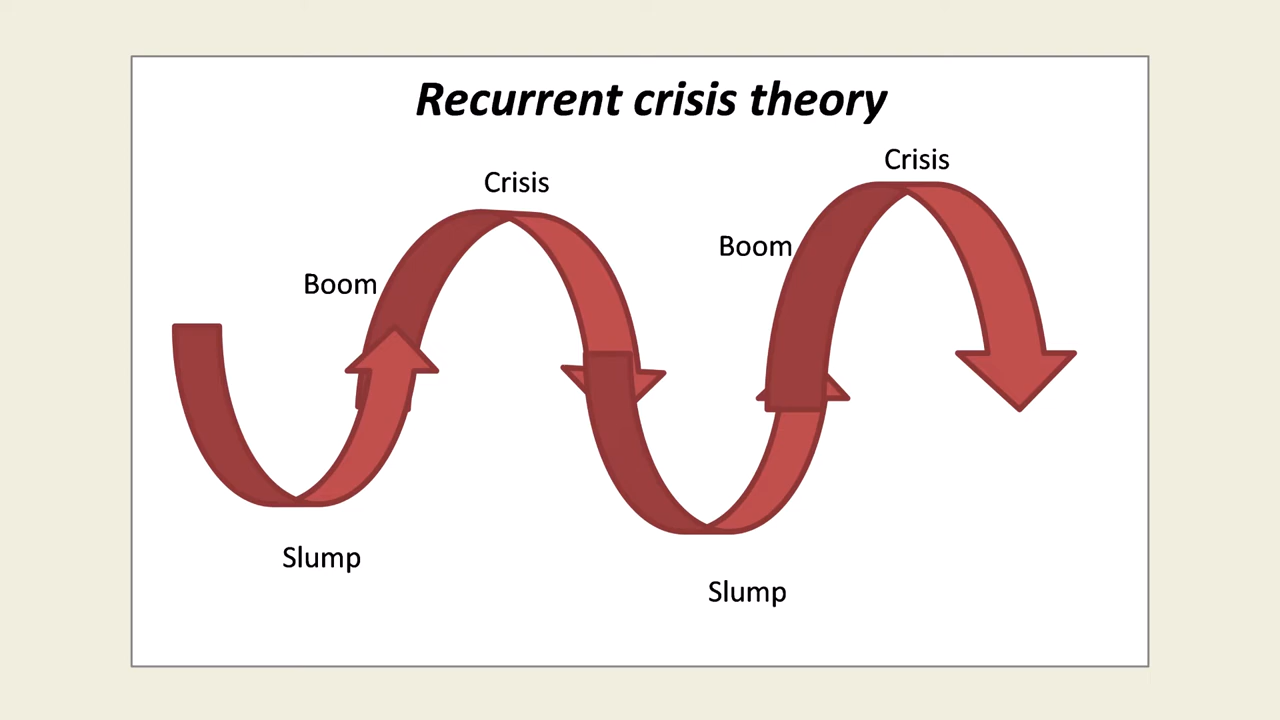 Recurrent crisis theory
Crisis
Crisis
Boom
Boom
Slump
Slump